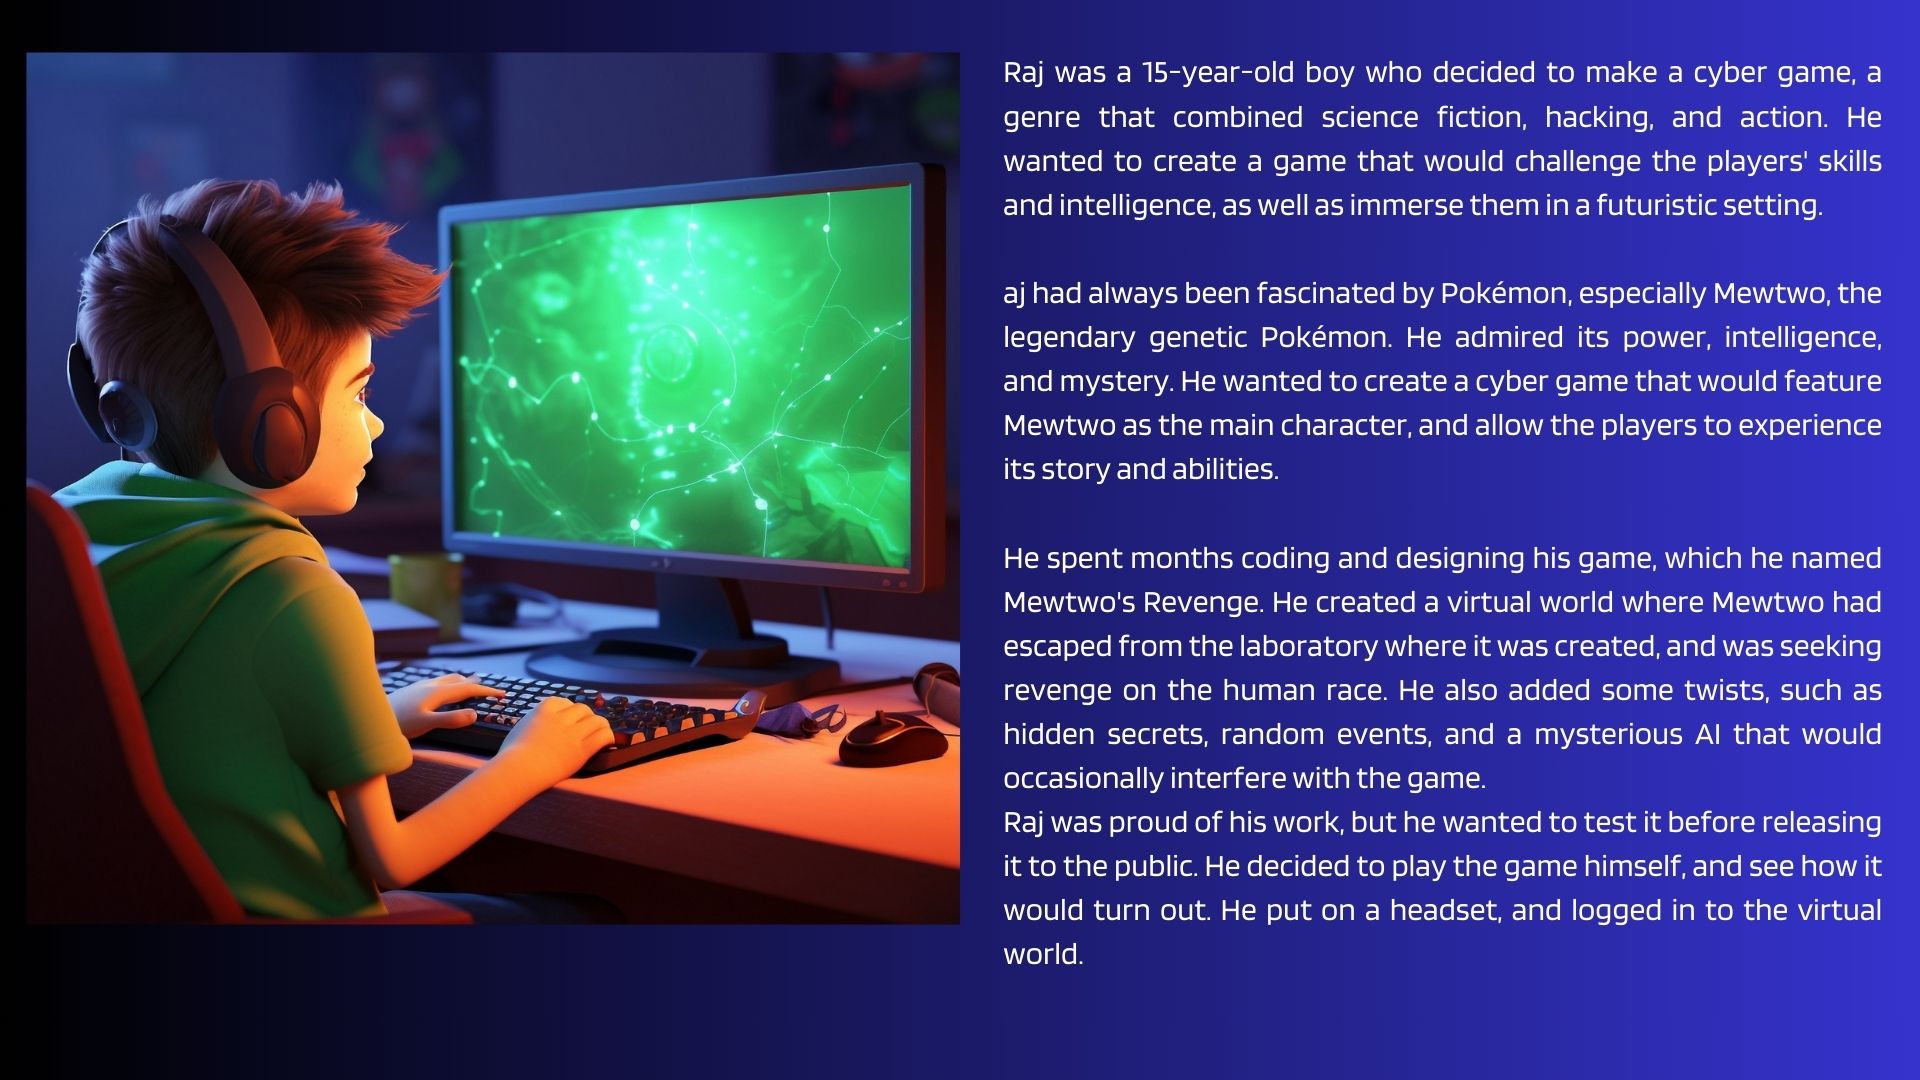 Raj was a 15-year-old boy who decided to make a cyber game, a
genre that combined science fiction, hacking, and action. He
wanted to create a game that would challenge the players' skills
and intelligence, as well as immerse them in a futuristic setting.
aj had always been fascinated by Pokémon, especially Mewtwo, the
legendary genetic Pokémon. He admired its power, intelligence,
and mystery. He wanted to create a cyber game that would feature
Mewtwo as the main character, and allow the players to experience
its story and abilities.
He spent months coding and designing his game, which he named
Mewtwo's Revenge. He created a virtual world where Mewtwo had
escaped from the laboratory where it was created, and was seeking
revenge on the human race. He also added some twists, such as
hidden secrets, random events, and a mysterious AI that would
occasionally interfere with the game.
Raj was proud of his work, but he wanted to test it before releasing
it to the public. He decided to play the game himself, and see how it
would turn out. He put on a headset, and logged in to the virtual
world.